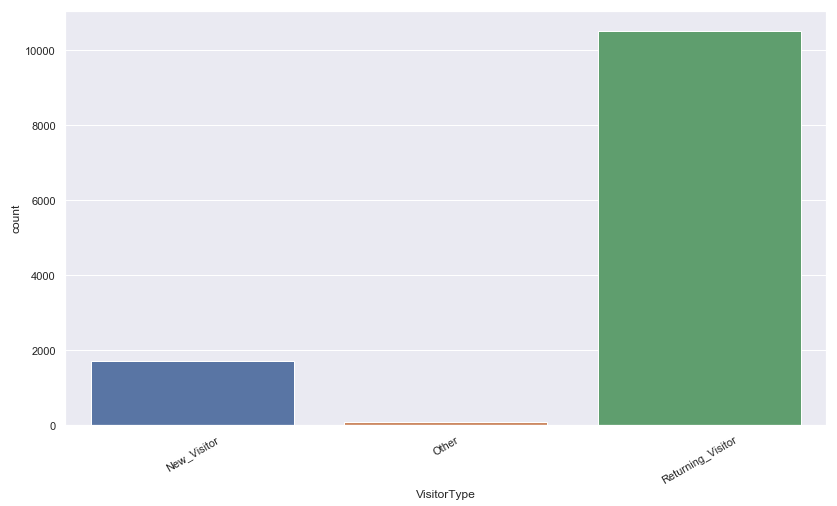 10000
8000
6000
4000
2000
0
count
New_Visitor
Other
Returning_Visitor
VisitorType